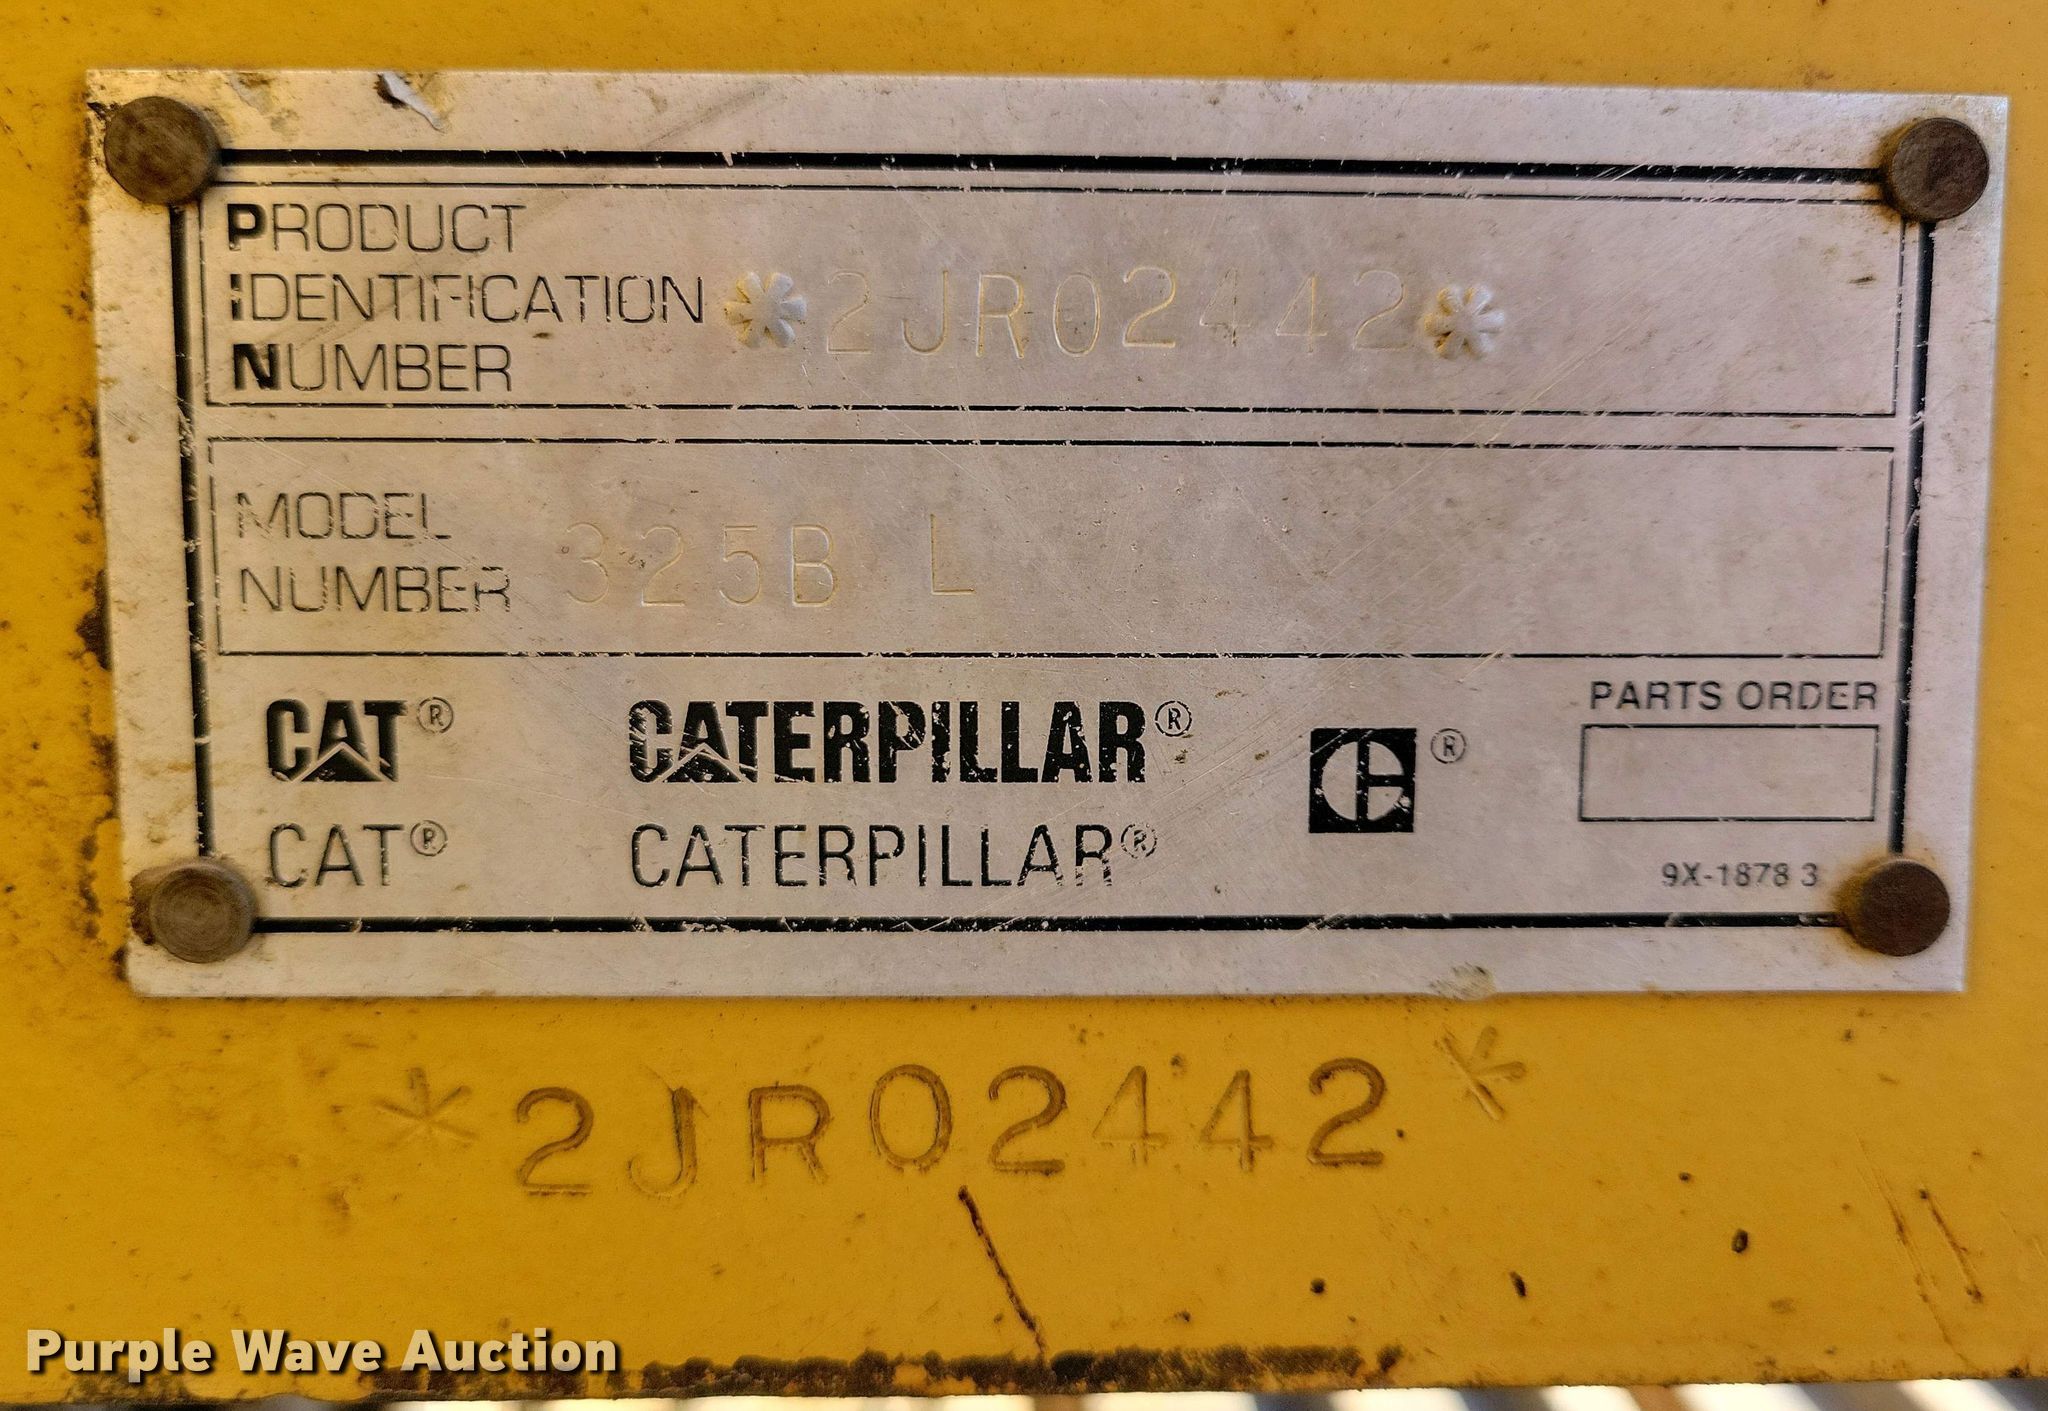 PRODUCT
IDENTIFICATION *2JR02442*
NUMBER
MODEL
NUMBER 325B L
CAT® CATERPILLAR® ®
PARTS ORDER
CAT® CATERPILLAR®
9X-1878 3
*2JR02442*
Purple Wave Auction